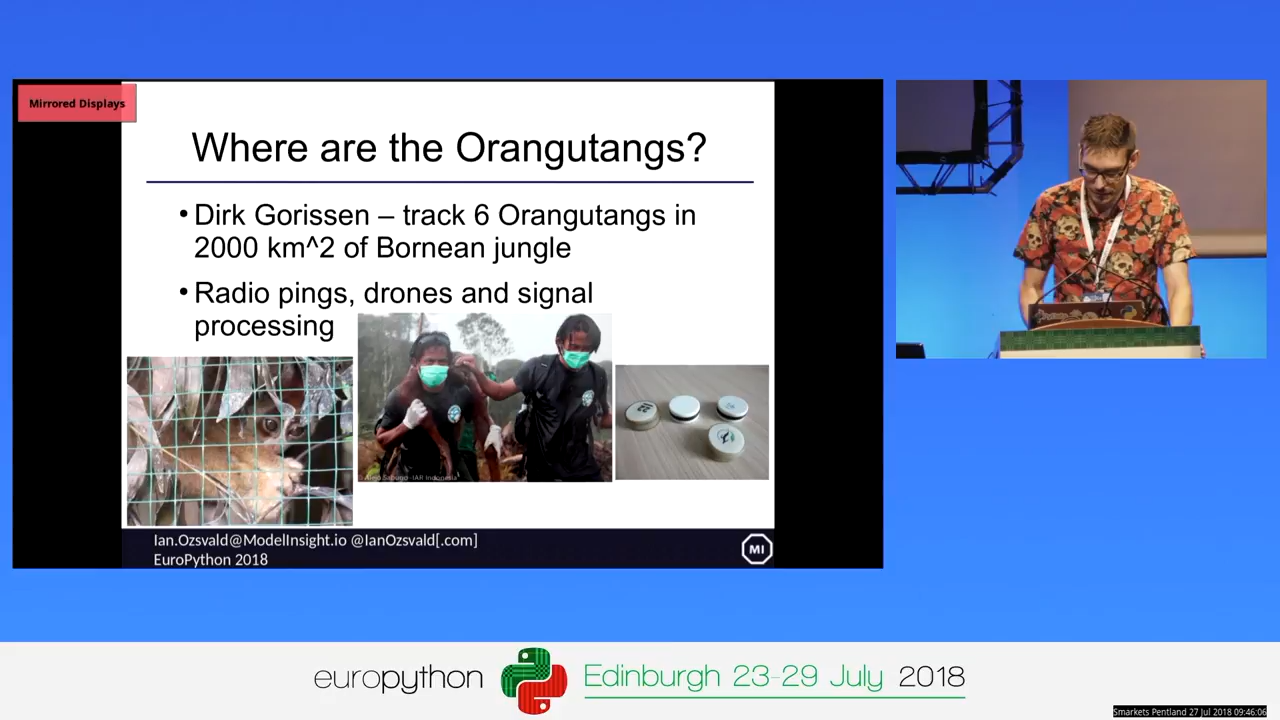 Mirrored Displays
Where are the Orangutangs?
•Dirk Gorissen – track 6 Orangutangs in
2000 km^2 of Bornean jungle
•Radio pings, drones and signal
processing
Ian.Ozsvald@ModelInsight.io @IanOzsvald[.com]
EuroPython 2018
MI
europython
Edinburgh 23-29 July 2018
Smarkets Pentland 27 Jul 2018 09:46:06